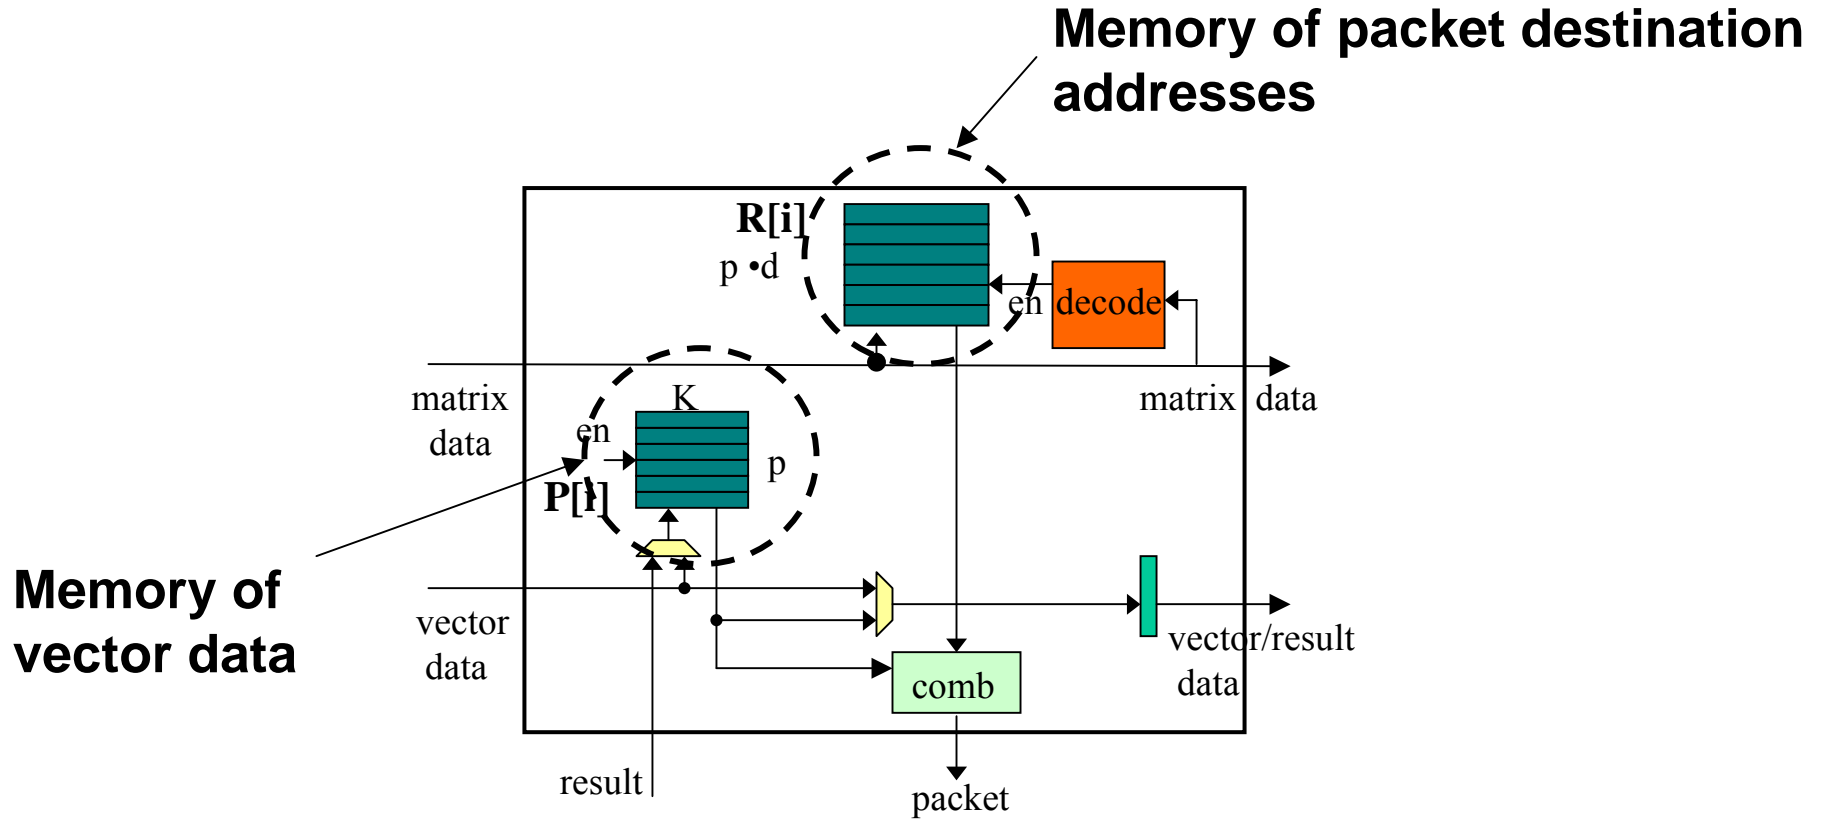 Memory of packet destination
addresses
R[i]
p •d
en
decode
matrix
data
matrix data
K
en
p
P[i]
Memory of
vector data
vector
data
vector/result
data
comb
result
packet